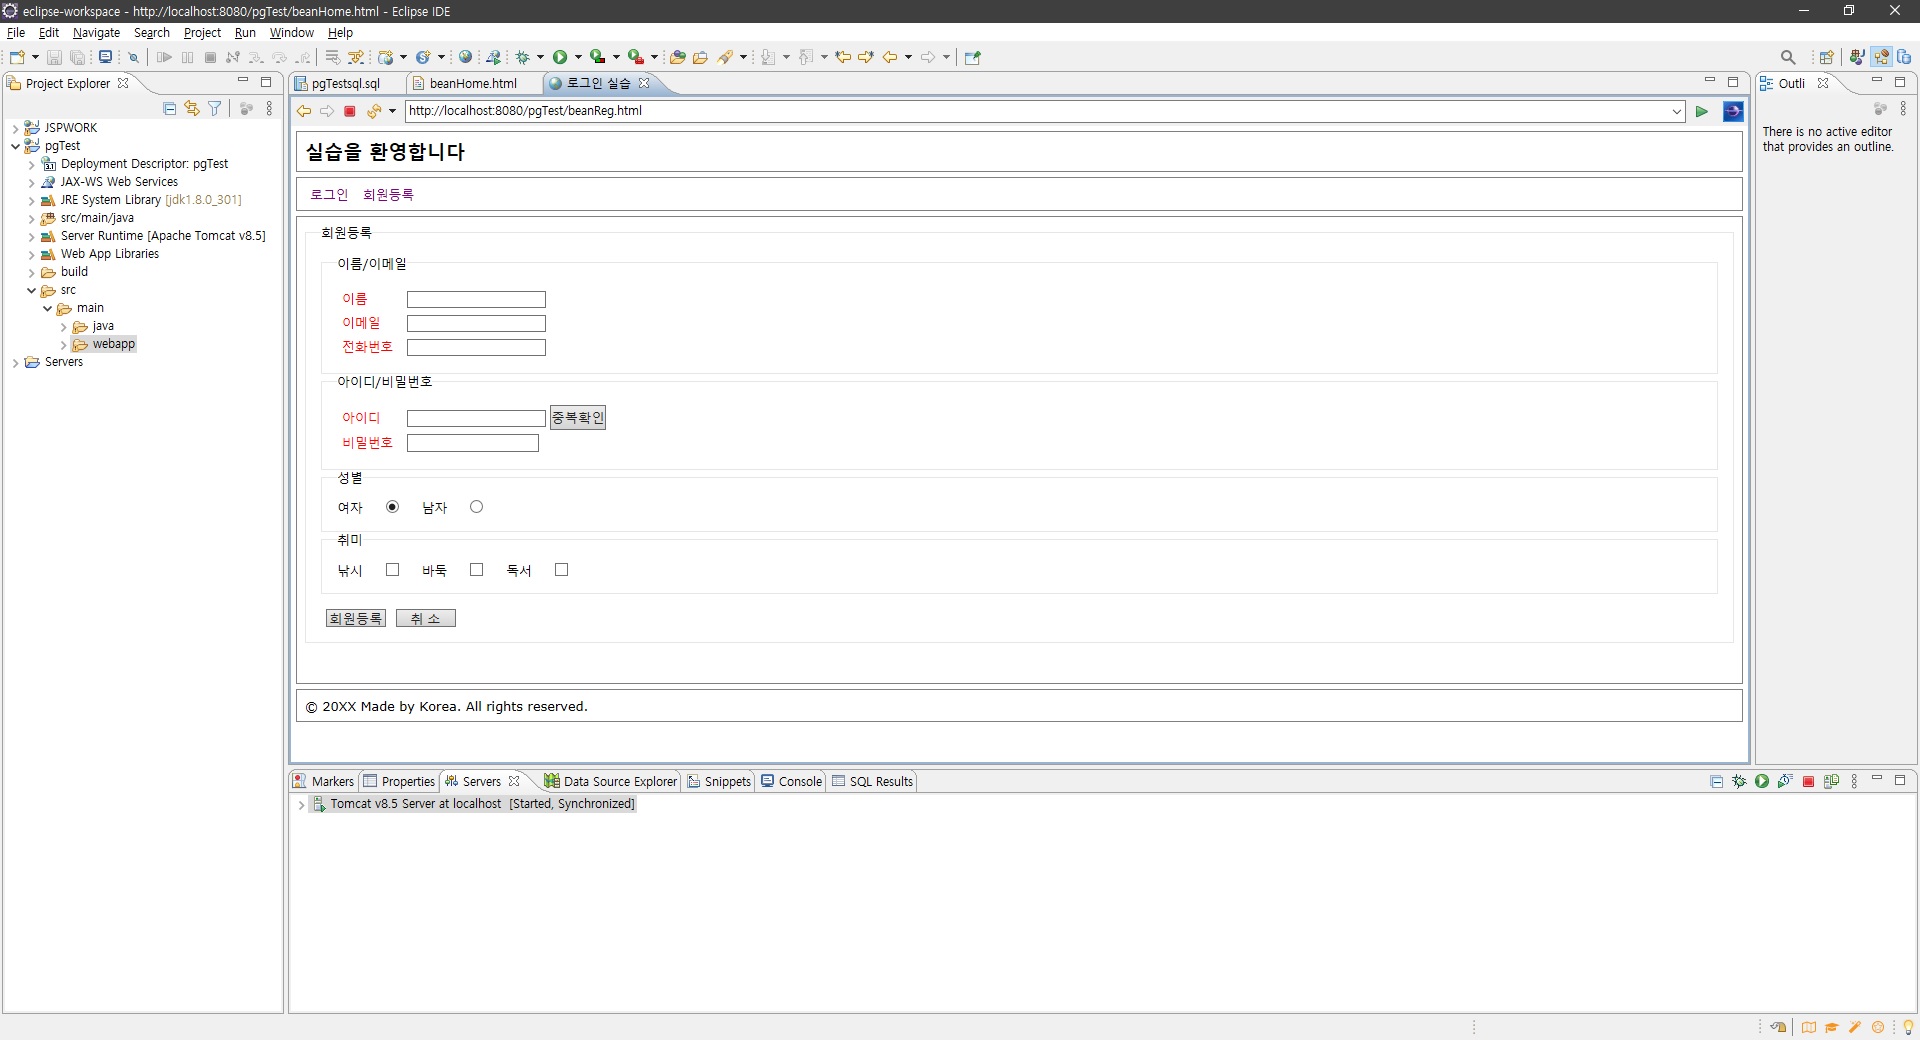 eclipse-workspace - http://localhost:8080/pgTest/beanHome.html - Eclipse IDE
File Edit Navigate Search Project Run Window Help
Project Explorer
JSPWORK
pgTest
Deployment Descriptor: pgTest
JAX-WS Web Services
JRE System Library [jdk1.8.0_301]
src/main/java
Server Runtime [Apache Tomcat v8.5]
Web App Libraries
build
src
main
java
webapp
Servers
pgTestsql.sql beanHome.html 로그인 실습
http://localhost:8080/pgTest/beanReg.html
실습을 환영합니다
로그인 회원등록
회원등록
이름/이메일
이름
이메일
전화번호
아이디/비밀번호
아이디 중복확인
비밀번호
성별
여자 남자
취미
낚시 바둑 독서
회원등록 취 소
© 20XX Made by Korea. All rights reserved.
Outli
There is no active editor
that provides an outline.
Markers Properties Servers Data Source Explorer Snippets Console SQL Results
Tomcat v8.5 Server at localhost [Started, Synchronized]